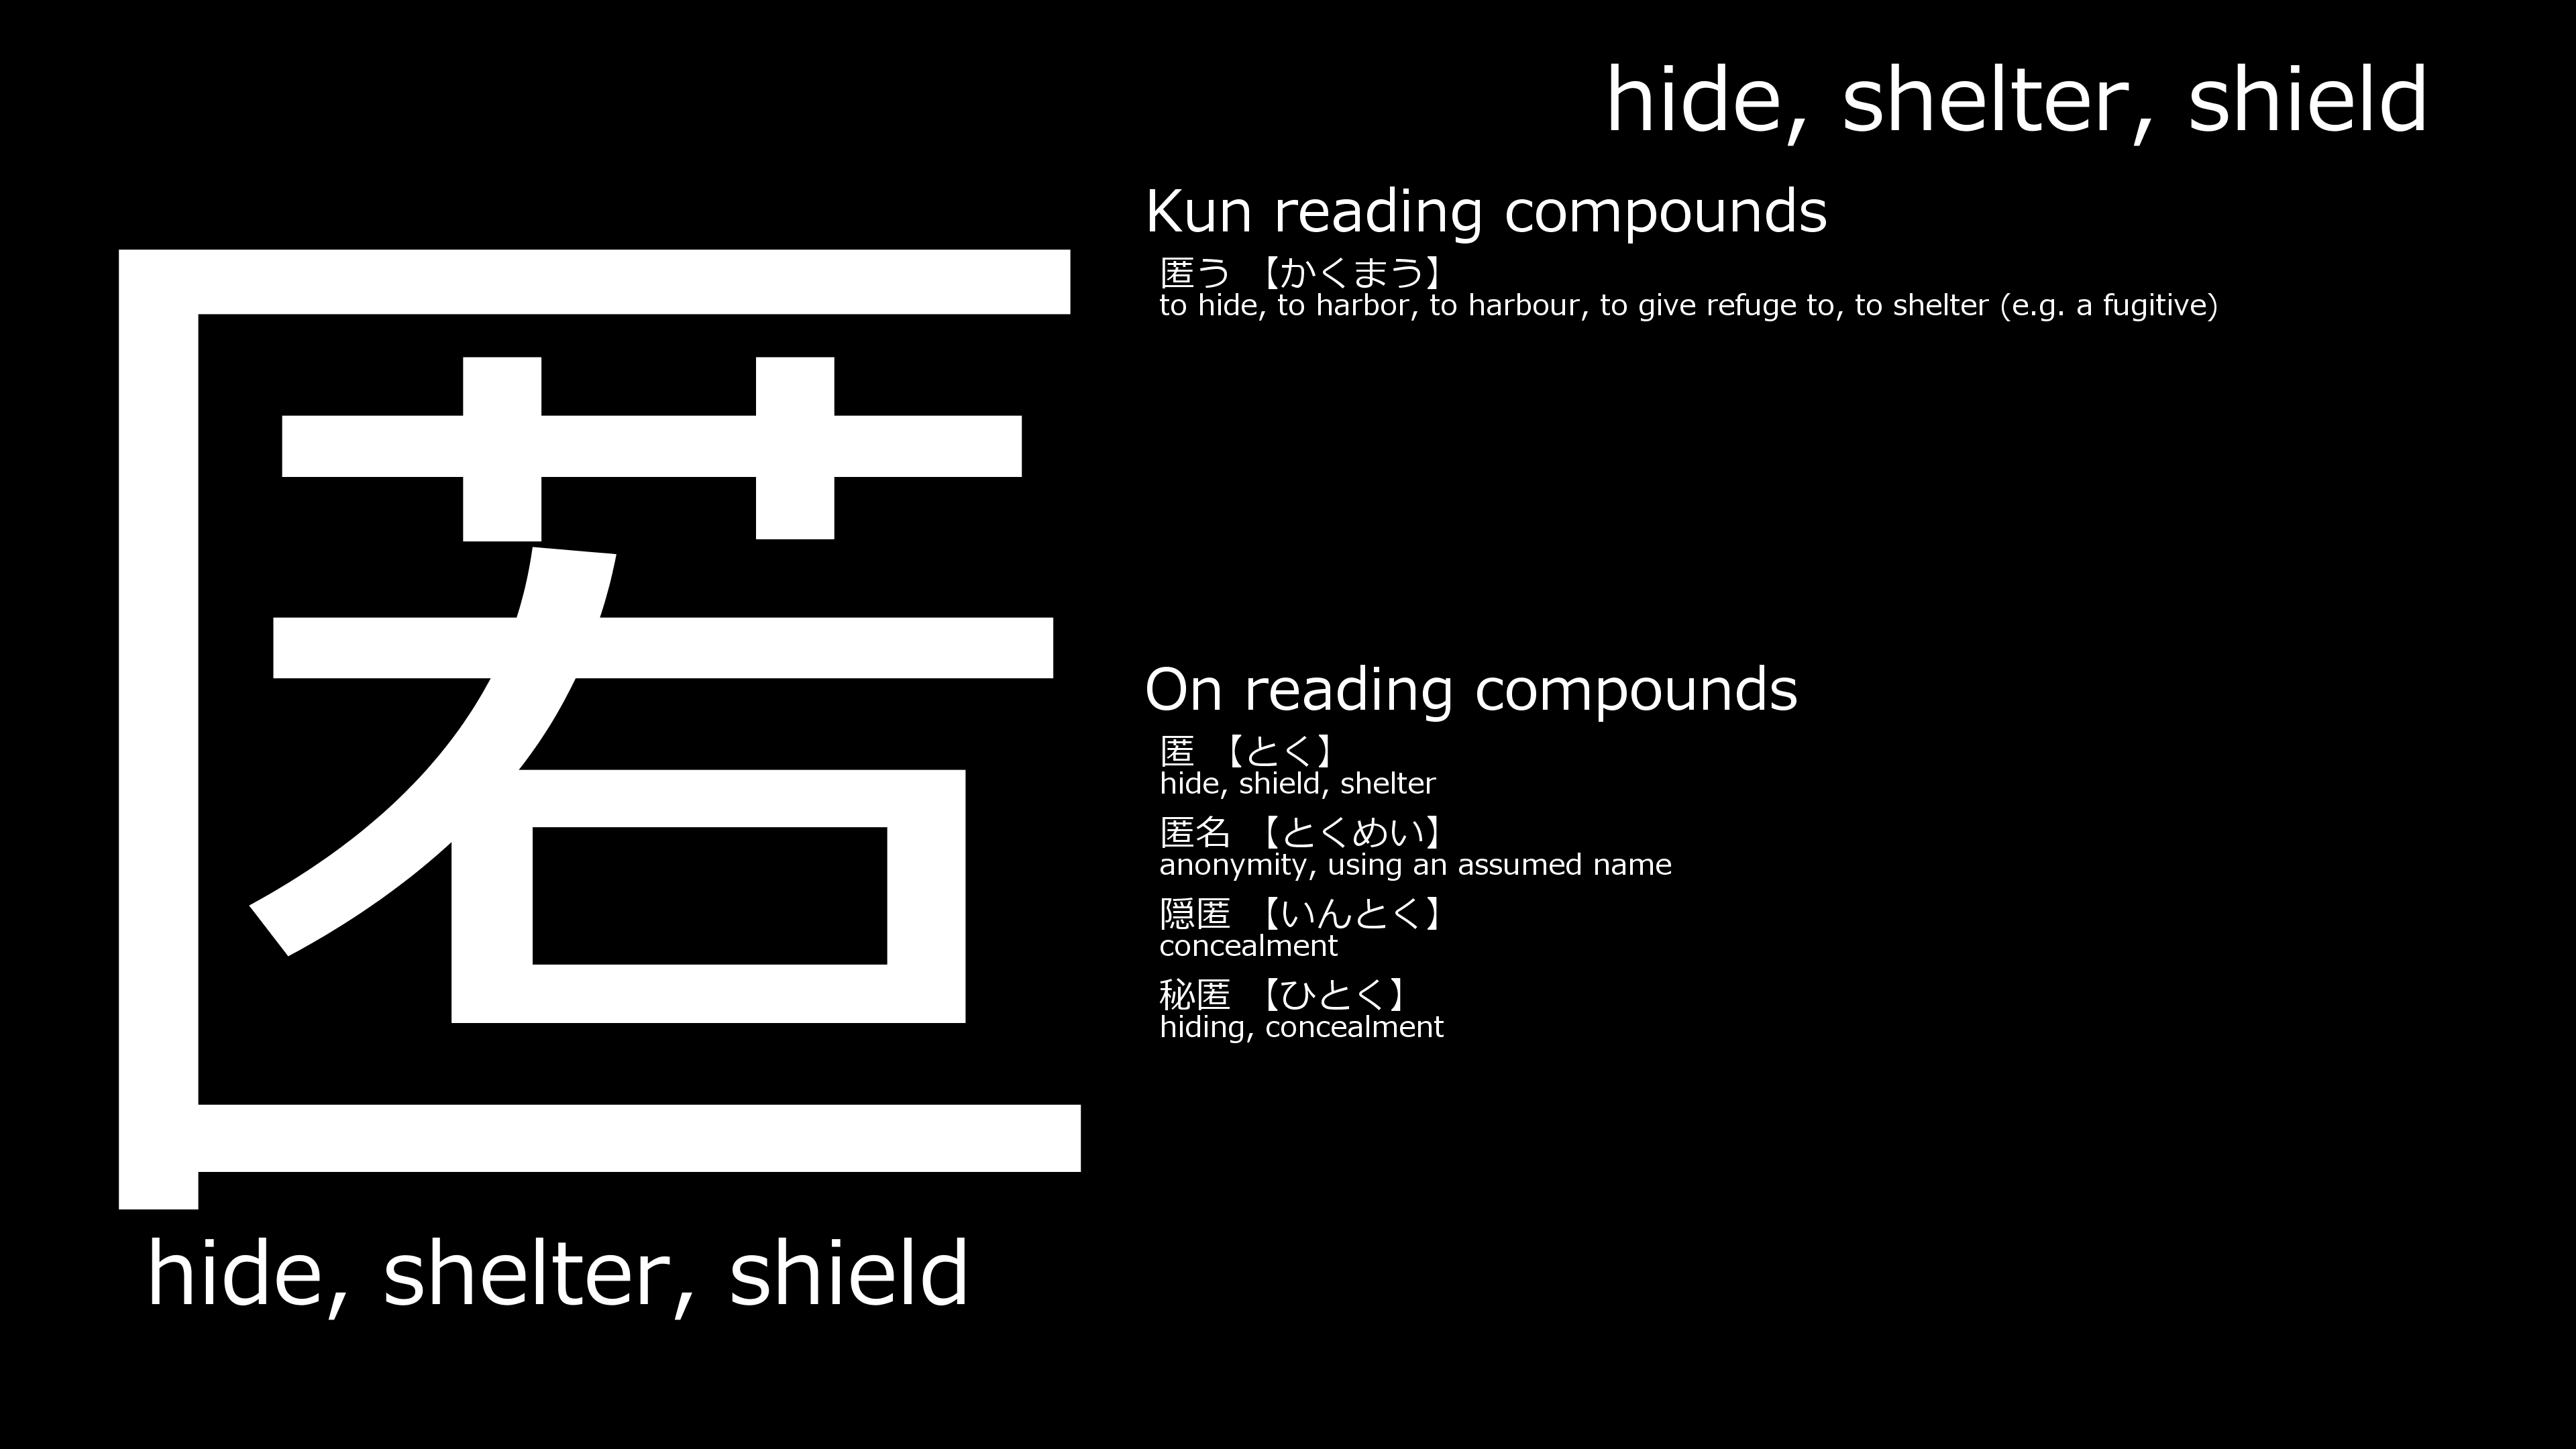 hide, shelter, shield
匿
hide, shelter, shield
Kun reading compounds
匿う 【かくまう】
to hide, to harbor, to harbour, to give refuge to, to shelter (e.g. a fugitive)
On reading compounds
匿 【とく】
hide, shield, shelter
匿名 【とくめい】
anonymity, using an assumed name
隠匿 【いんとく】
concealment
秘匿 【ひとく】
hiding, concealment